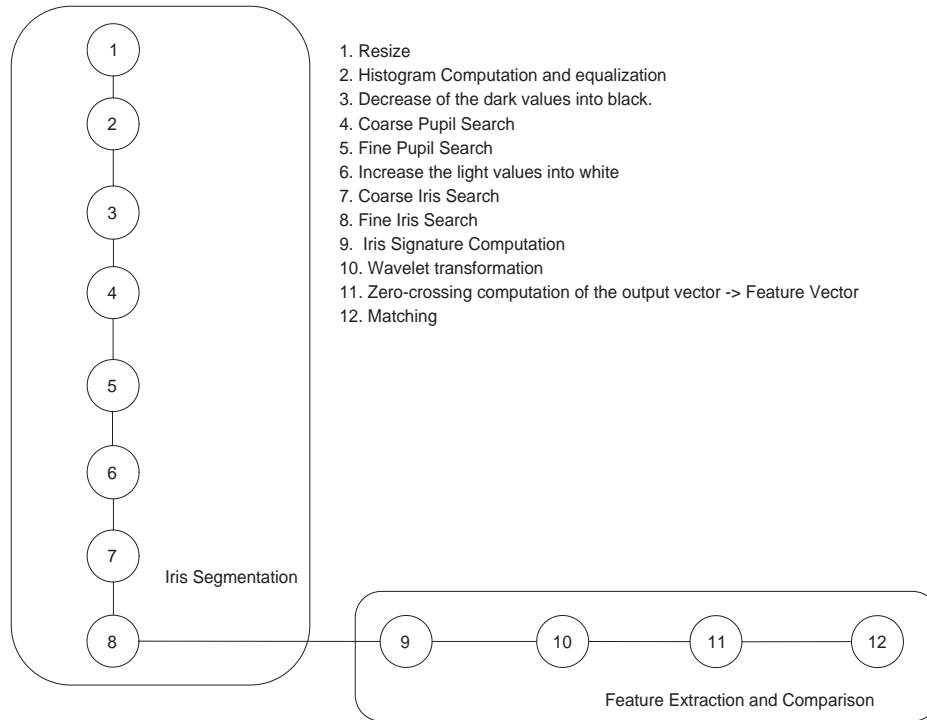 1
2
3
4
5
6
7
8
Iris Segmentation
1. Resize
2. Histogram Computation and equalization
3. Decrease of the dark values into black.
4. Coarse Pupil Search
5. Fine Pupil Search
6. Increase the light values into white
7. Coarse Iris Search
8. Fine Iris Search
9. Iris Signature Computation
10. Wavelet transformation
11. Zero-crossing computation of the output vector -> Feature Vector
12. Matching
9
10
11
12
Feature Extraction and Comparison